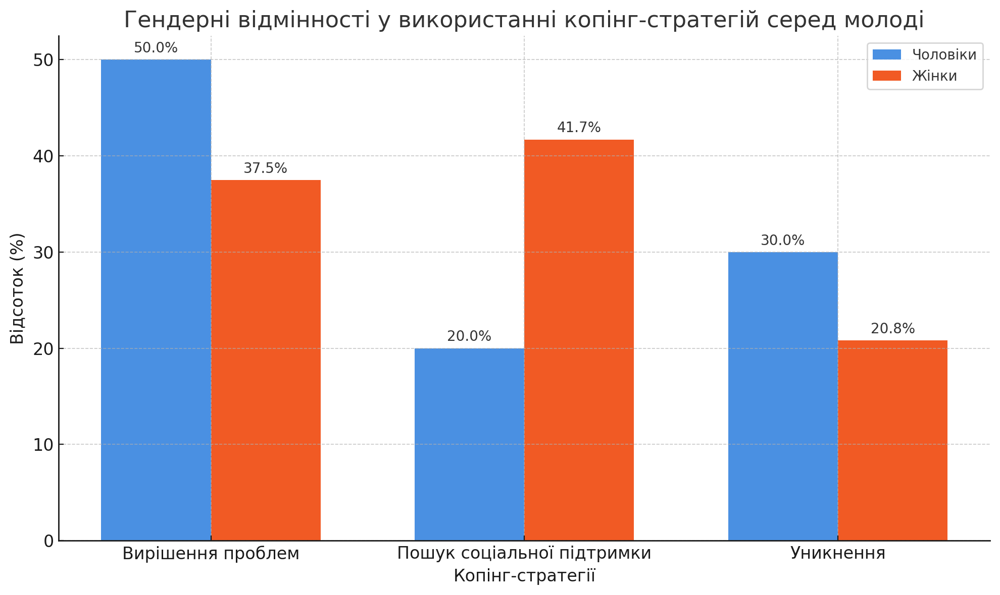 Гендерні відмінності у використанні копінг-стратегій серед молоді
50.0%
37.5%
20.0%
41.7%
30.0%
20.8%
Чоловіки
Жінки
Відсоток (%)
50
40
30
20
10
0
Вирішення проблем
Пошук соціальної підтримки
Уникнення
Копінг-стратегії